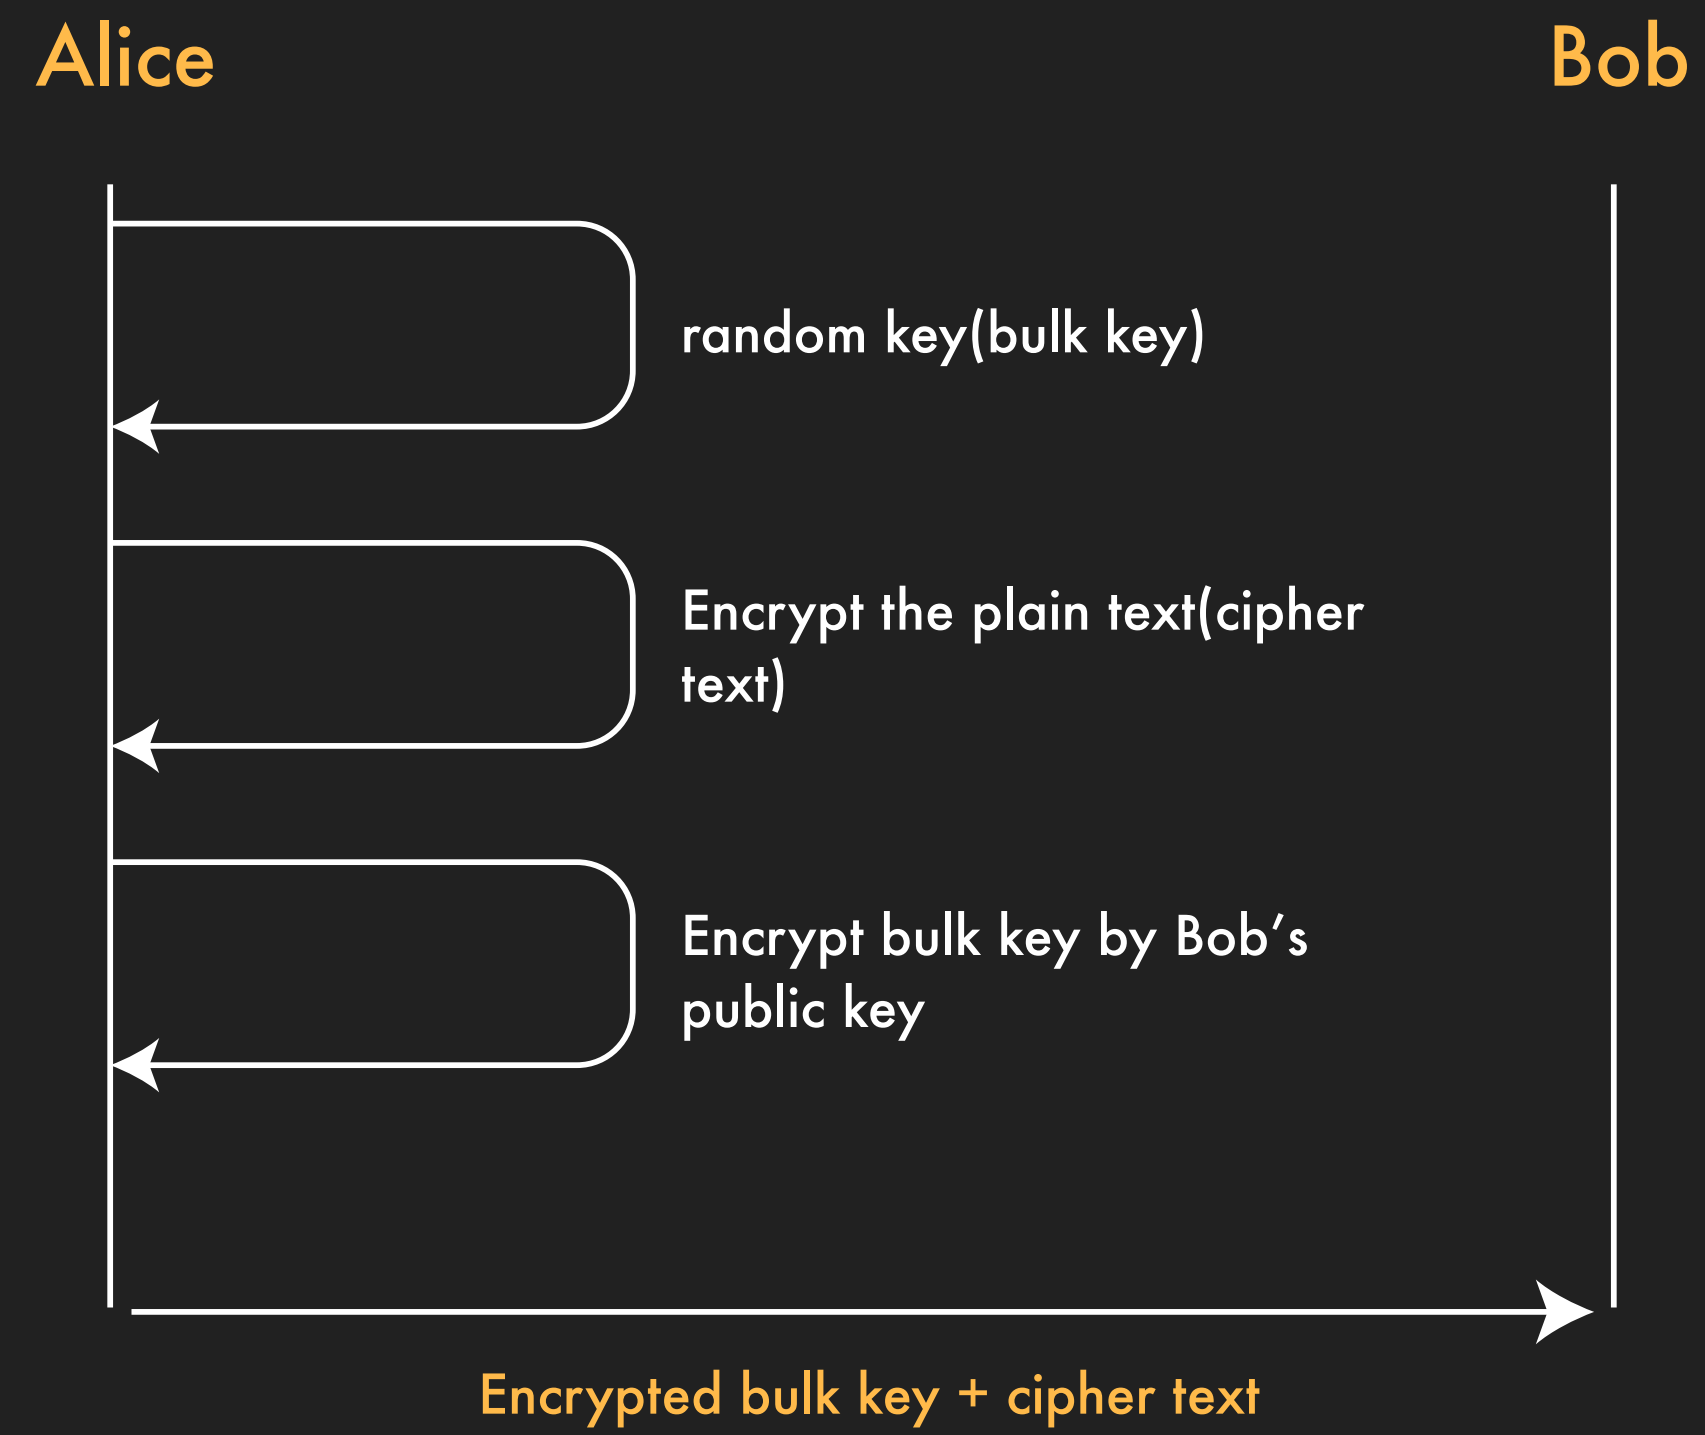 Alice
Bob
random key(bulk key)
Encrypt the plain text(cipher
text)
Encrypt bulk key by Bob’s
public key
Encrypted bulk key + cipher text